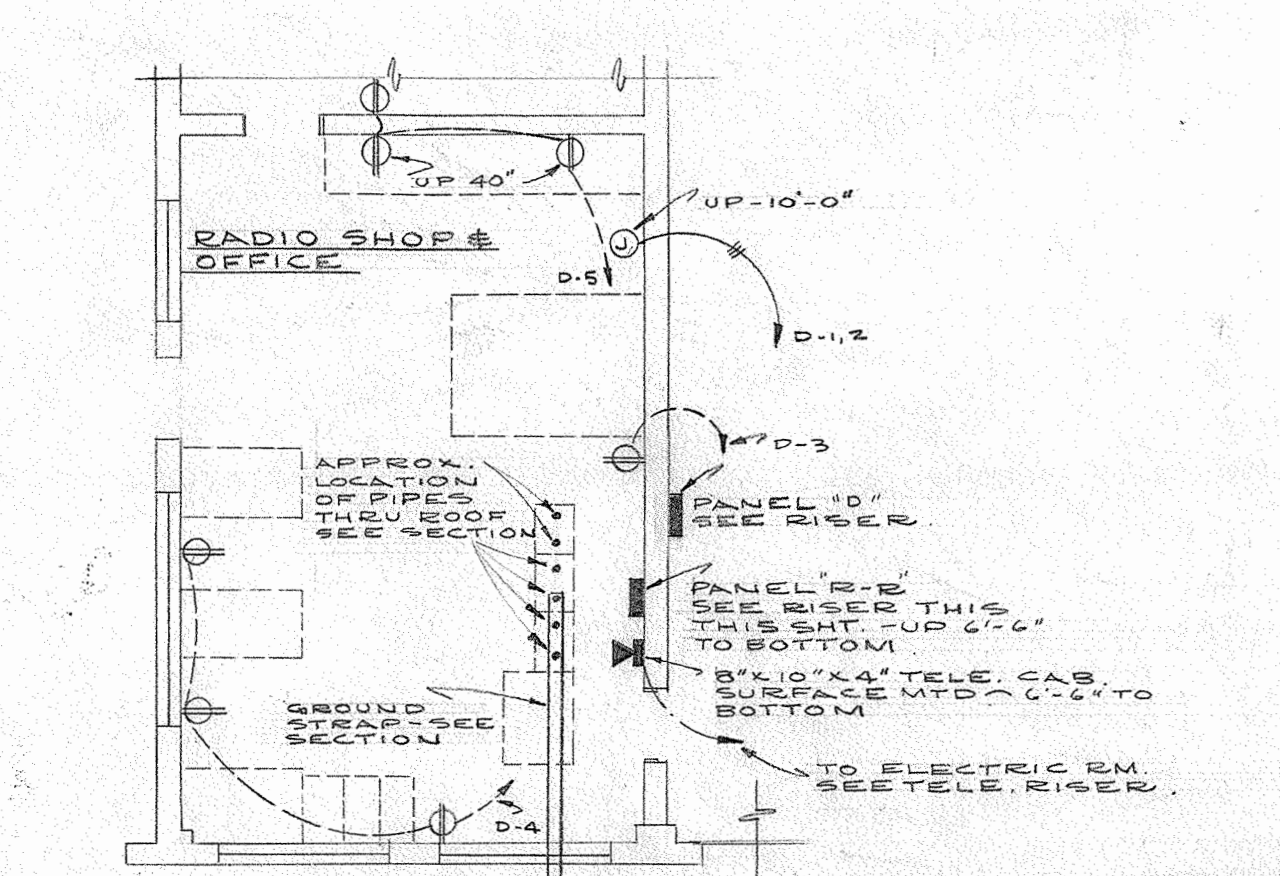 UP 40"
UP-10'-0"
RADIO SHOP &
OFFICE
J
D-5
D-1,2
D-3
APPROX.
LOCATION
OF PIPES
THRU ROOF
SEE SECTION
PANEL "D"
SEE RISER.
PANEL "R-R"
SEE RISER THIS
THIS SHT. -UP 6'-6"
TO BOTTOM
8"X10"X4" TELE. CAB.
SURFACE MTD - 6'-6" TO
BOTTOM
GROUND
STRAP-SEE
SECTION
TO ELECTRIC RM.
SEE TELE. RISER.
D-4